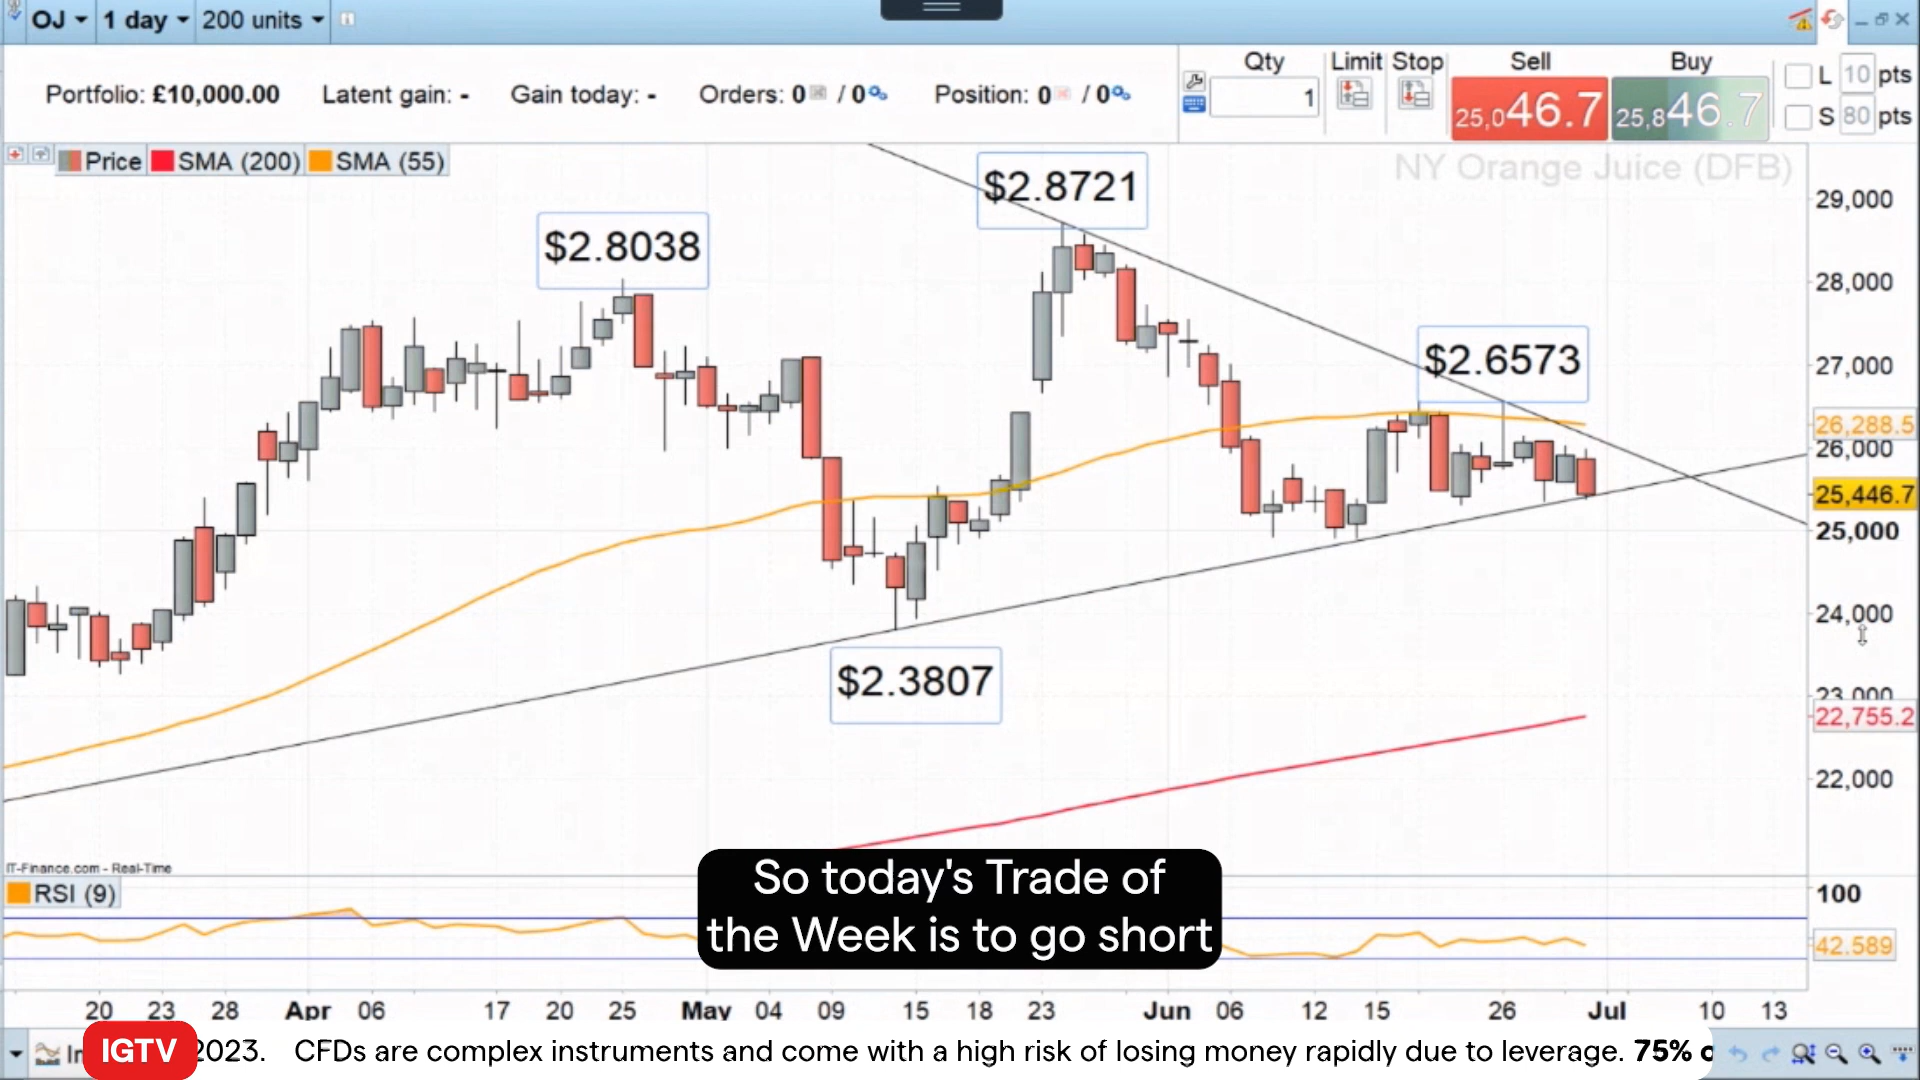 OJ 1 day 200 units
Portfolio: £10,000.00 Latent gain: - Gain today: - Orders: 0 / 0 Position: 0 / 0
Qty Limit Stop Sell Buy
1 25,046.7 25,846.7
L 10 pts
S 80 pts
Price SMA (200) SMA (55)
NY Orange Juice (DFB)
$2.8721
$2.8038
$2.6573
$2.3807
29,000
28,000
27,000
26,288.5
26,000
25,446.7
25,000
24,000
23,000
22,755.2
22,000
IT-Finance.com - Real-Time
RSI (9)
100
42.589
So today's Trade of
the Week is to go short
20 23 28 Apr 06 17 20 25 May 04 09 15 18 23 Jun 06 12 15 26 Jul 10 13
IGTV 2023. CFDs are complex instruments and come with a high risk of losing money rapidly due to leverage. 75%